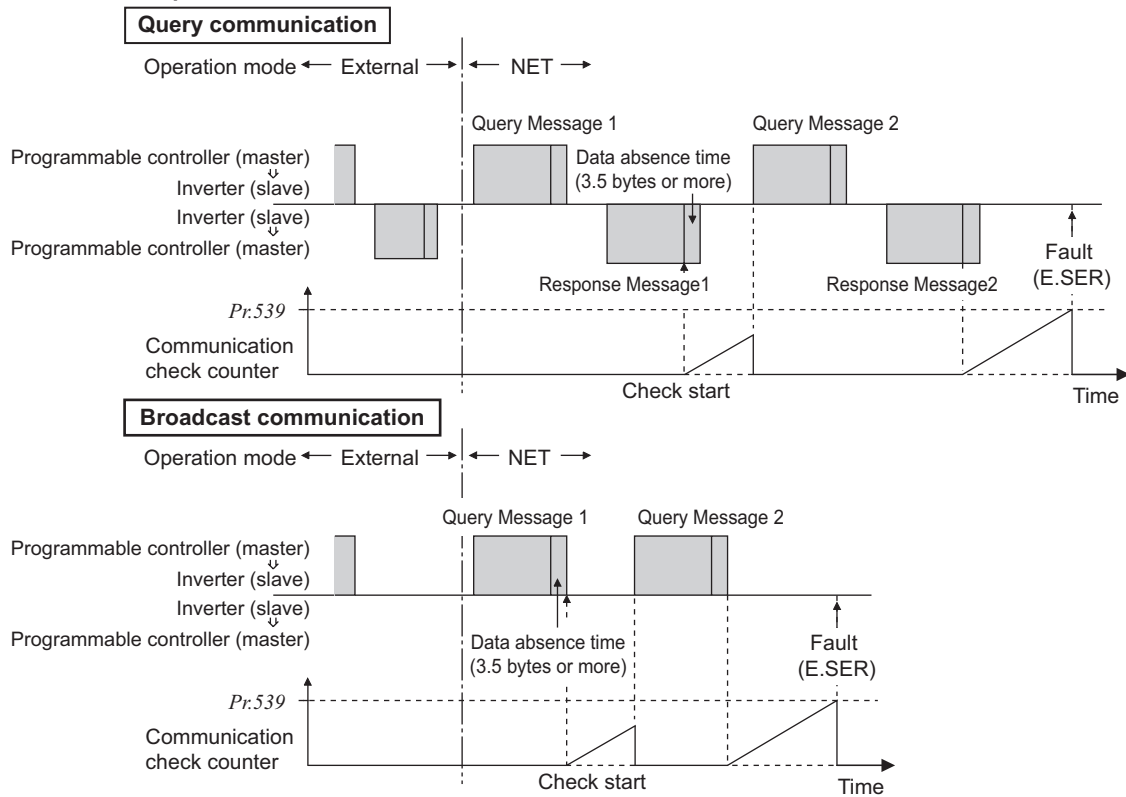 Query communication
Operation mode External NET
Query Message 1 Query Message 2
Programmable controller (master)
Data absence time
(3.5 bytes or more)
Inverter (slave)
Inverter (slave)
Programmable controller (master)
Fault
(E.SER)
Response Message1 Response Message2
Pr.539
Communication
check counter
Check start
Time
Broadcast communication
Operation mode External NET
Query Message 1 Query Message 2
Programmable controller (master)
Inverter (slave)
Inverter (slave)
Programmable controller (master)
Data absence time
(3.5 bytes or more)
Fault
(E.SER)
Pr.539
Communication
check counter
Check start
Time